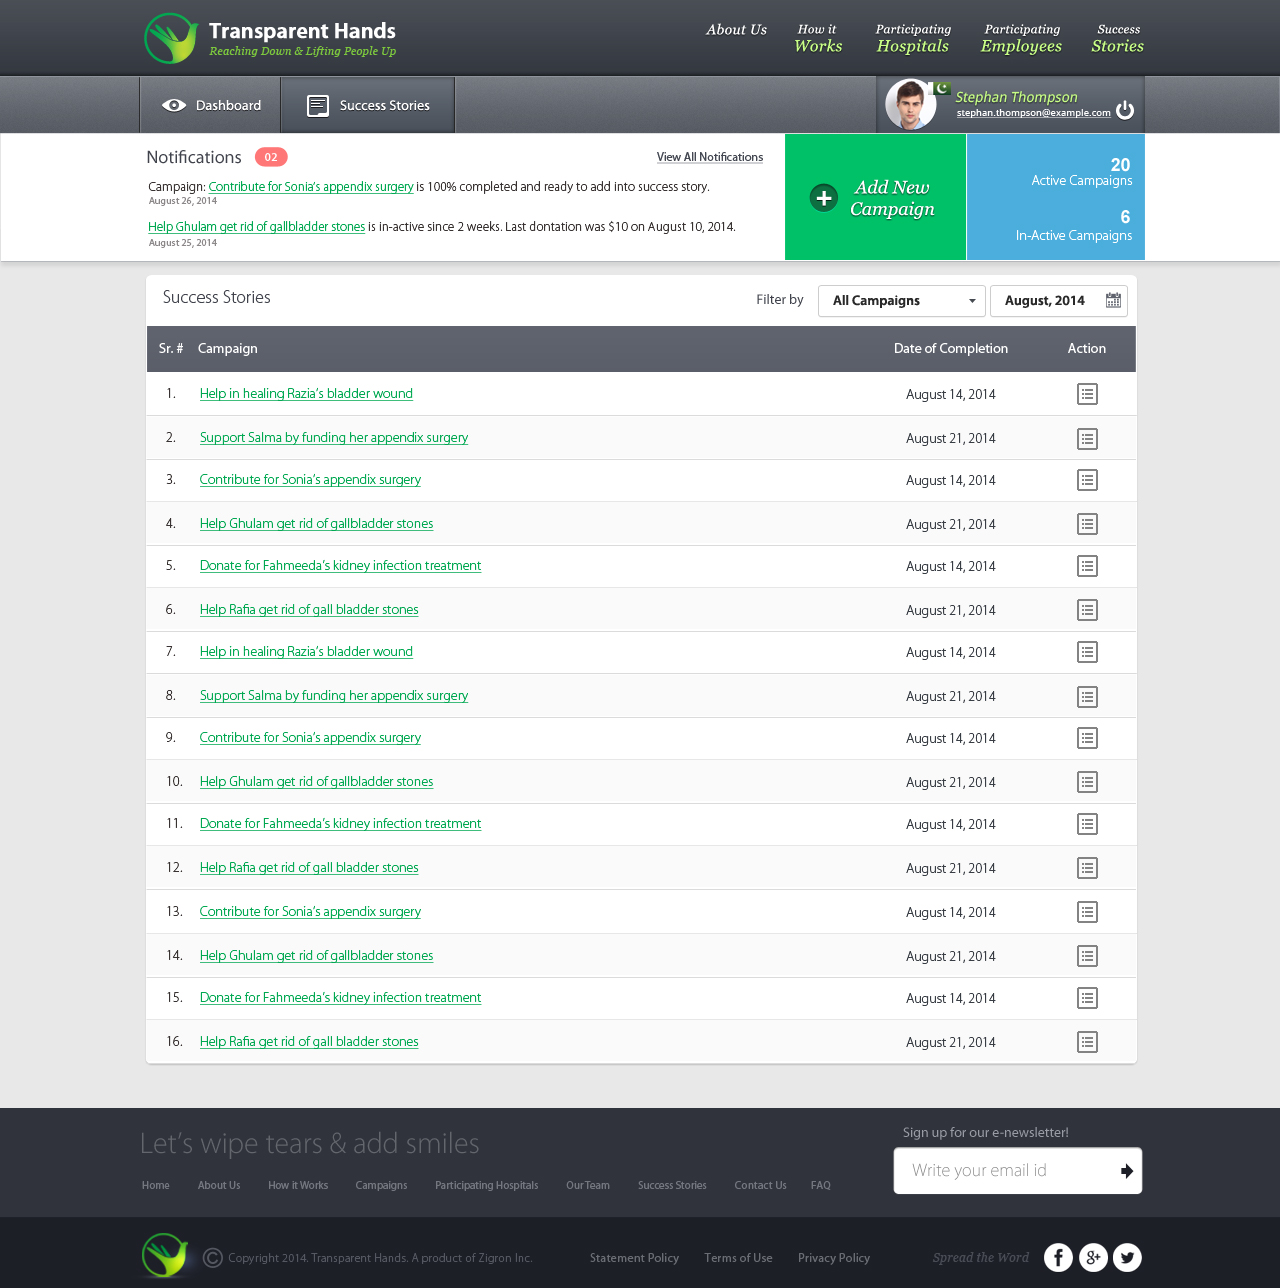 Transparent Hands
Reaching Down & Lifting People Up
About Us
How it Works
Participating Hospitals
Participating Employees
Success Stories
Dashboard
Success Stories
Stephan Thompson
stephan.thompson@example.com
Notifications 02
View All Notifications
Campaign: Contribute for Sonia's appendix surgery is 100% completed and ready to add into success story.
August 26, 2014
Help Ghulam get rid of gallbladder stones is in-active since 2 weeks. Last dontation was $10 on August 10, 2014.
August 25, 2014
Add New
Campaign
20
Active Campaigns
6
In-Active Campaigns
Success Stories
Filter by All Campaigns August, 2014
Sr. # Campaign Date of Completion Action
1. Help in healing Razia's bladder wound August 14, 2014
2. Support Salma by funding her appendix surgery August 21, 2014
3. Contribute for Sonia's appendix surgery August 14, 2014
4. Help Ghulam get rid of gallbladder stones August 21, 2014
5. Donate for Fahmeeda's kidney infection treatment August 14, 2014
6. Help Rafia get rid of gall bladder stones August 21, 2014
7. Help in healing Razia's bladder wound August 14, 2014
8. Support Salma by funding her appendix surgery August 21, 2014
9. Contribute for Sonia's appendix surgery August 14, 2014
10. Help Ghulam get rid of gallbladder stones August 21, 2014
11. Donate for Fahmeeda's kidney infection treatment August 14, 2014
12. Help Rafia get rid of gall bladder stones August 21, 2014
13. Contribute for Sonia's appendix surgery August 14, 2014
14. Help Ghulam get rid of gallbladder stones August 21, 2014
15. Donate for Fahmeeda's kidney infection treatment August 14, 2014
16. Help Rafia get rid of gall bladder stones August 21, 2014
Let's wipe tears & add smiles
Home About Us How it Works Campaigns Participating Hospitals Our Team Success Stories Contact Us FAQ
Sign up for our e-newsletter!
Write your email id
© Copyright 2014. Transparent Hands. A product of Zigron Inc.
Statement Policy Terms of Use Privacy Policy
Spread the Word
f g+